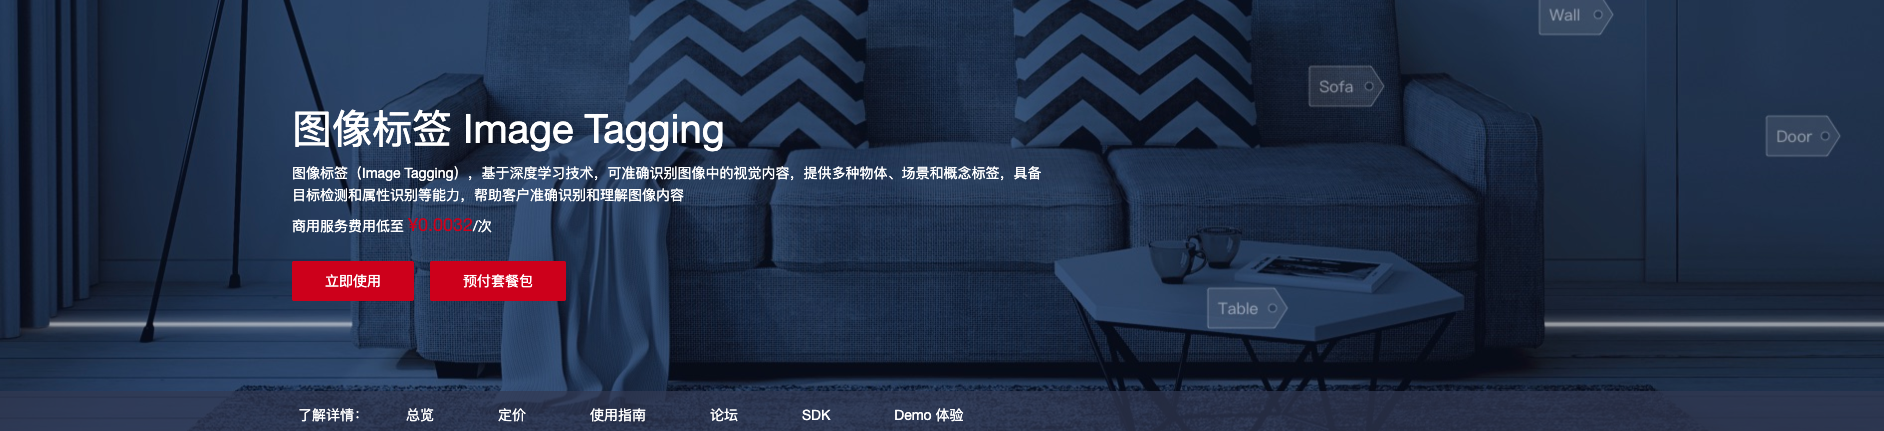 Wall
Sofa
Door
图像标签 Image Tagging
图像标签（Image Tagging），基于深度学习技术，可准确识别图像中的视觉内容，提供多种物体、场景和概念标签，具备
目标检测和属性识别等能力，帮助客户准确识别和理解图像内容
商用服务费用低至 ¥0.0032/次
立即使用 预付套餐包
Table
了解详情： 总览 定价 使用指南 论坛 SDK Demo 体验